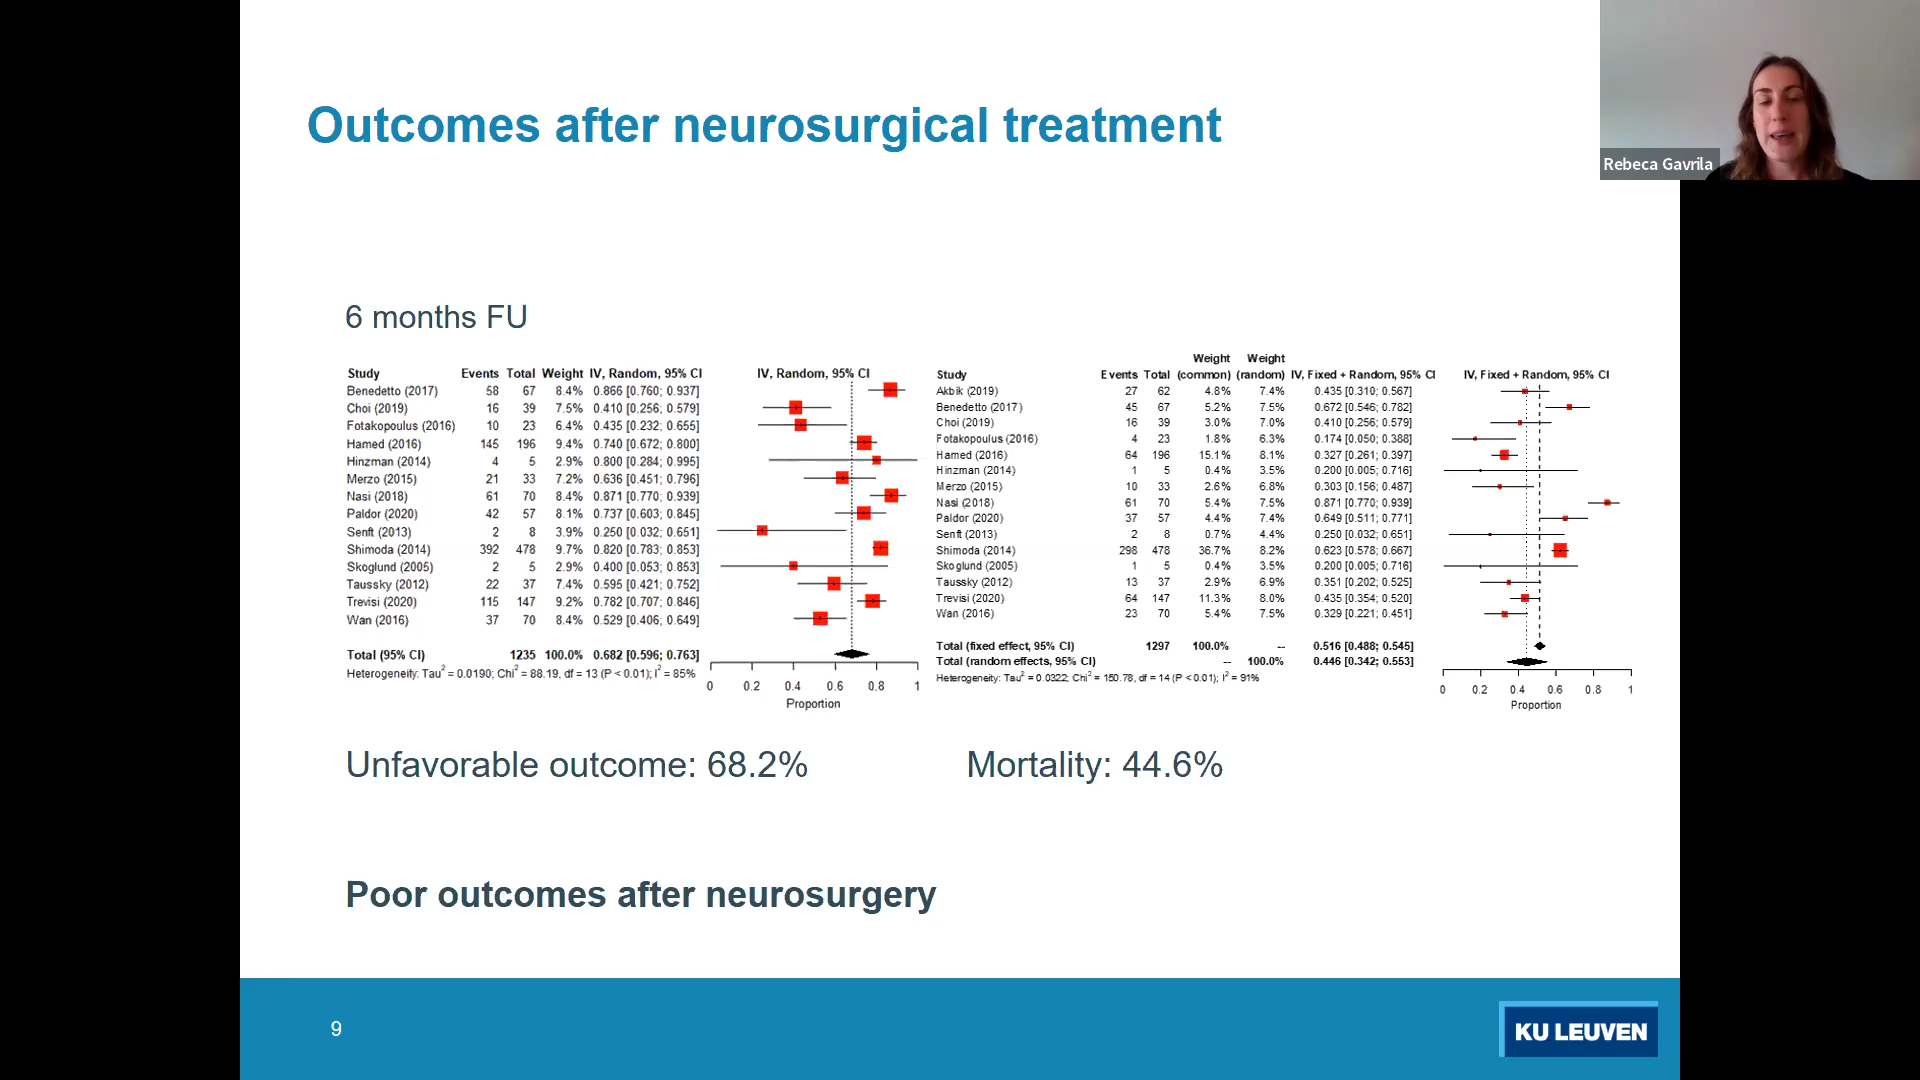 Outcomes after neurosurgical treatment
Rebeca Gavrila
6 months FU
Study Events Total Weight IV, Random, 95% CI IV, Random, 95% CI
Benedetto (2017) 58 67 8.4% 0.866 [0.760; 0.937]
Choi (2019) 16 39 7.5% 0.410 [0.256; 0.579]
Fotakopoulus (2016) 10 23 6.4% 0.435 [0.232; 0.655]
Hamed (2016) 145 196 9.4% 0.740 [0.672; 0.800]
Hinzman (2014) 4 5 2.9% 0.800 [0.284; 0.995]
Merzo (2015) 21 33 7.2% 0.636 [0.451; 0.796]
Nasi (2018) 61 70 8.4% 0.871 [0.770; 0.939]
Paldor (2020) 42 57 8.1% 0.737 [0.603; 0.845]
Senft (2013) 2 8 3.9% 0.250 [0.032; 0.651]
Shimoda (2014) 392 478 9.7% 0.820 [0.783; 0.853]
Skoglund (2005) 2 5 2.9% 0.400 [0.053; 0.853]
Taussky (2012) 22 37 7.4% 0.595 [0.421; 0.752]
Trevisi (2020) 115 147 9.2% 0.782 [0.707; 0.846]
Wan (2016) 37 70 8.4% 0.529 [0.406; 0.649]
Total (95% CI) 1235 100.0% 0.682 [0.596; 0.763]
Heterogeneity: Tau² = 0.0190; Chi² = 88.19, df = 13 (P < 0.01); I² = 85%
0 0.2 0.4 0.6 0.8 1
Proportion
Weight Weight
Study Events Total (common) (random) IV, Fixed + Random, 95% CI IV, Fixed + Random, 95% CI
Akbik (2019) 27 62 4.8% 7.4% 0.435 [0.310; 0.567]
Benedetto (2017) 45 67 5.2% 7.5% 0.672 [0.546; 0.782]
Choi (2019) 16 39 3.0% 7.0% 0.410 [0.256; 0.579]
Fotakopoulus (2016) 4 23 1.8% 6.3% 0.174 [0.050; 0.388]
Hamed (2016) 64 196 15.1% 8.1% 0.327 [0.261; 0.397]
Hinzman (2014) 1 5 0.4% 3.5% 0.200 [0.005; 0.716]
Merzo (2015) 10 33 2.6% 6.8% 0.303 [0.156; 0.487]
Nasi (2018) 61 70 5.4% 7.5% 0.871 [0.770; 0.939]
Paldor (2020) 37 57 4.4% 7.4% 0.649 [0.511; 0.771]
Senft (2013) 2 8 0.7% 4.4% 0.250 [0.032; 0.651]
Shimoda (2014) 298 478 36.7% 8.2% 0.623 [0.578; 0.667]
Skoglund (2005) 1 5 0.4% 3.5% 0.200 [0.005; 0.716]
Taussky (2012) 13 37 2.9% 6.9% 0.351 [0.202; 0.525]
Trevisi (2020) 64 147 11.3% 8.0% 0.435 [0.354; 0.520]
Wan (2016) 23 70 5.4% 7.5% 0.329 [0.221; 0.451]
Total (fixed effect, 95% CI) 1297 100.0% -- 0.516 [0.488; 0.545]
Total (random effects, 95% CI) -- 100.0% 0.446 [0.342; 0.553]
Heterogeneity: Tau² = 0.0322; Chi² = 150.78, df = 14 (P < 0.01); I² = 91%
0 0.2 0.4 0.6 0.8 1
Proportion
Unfavorable outcome: 68.2%
Mortality: 44.6%
Poor outcomes after neurosurgery
9
KU LEUVEN